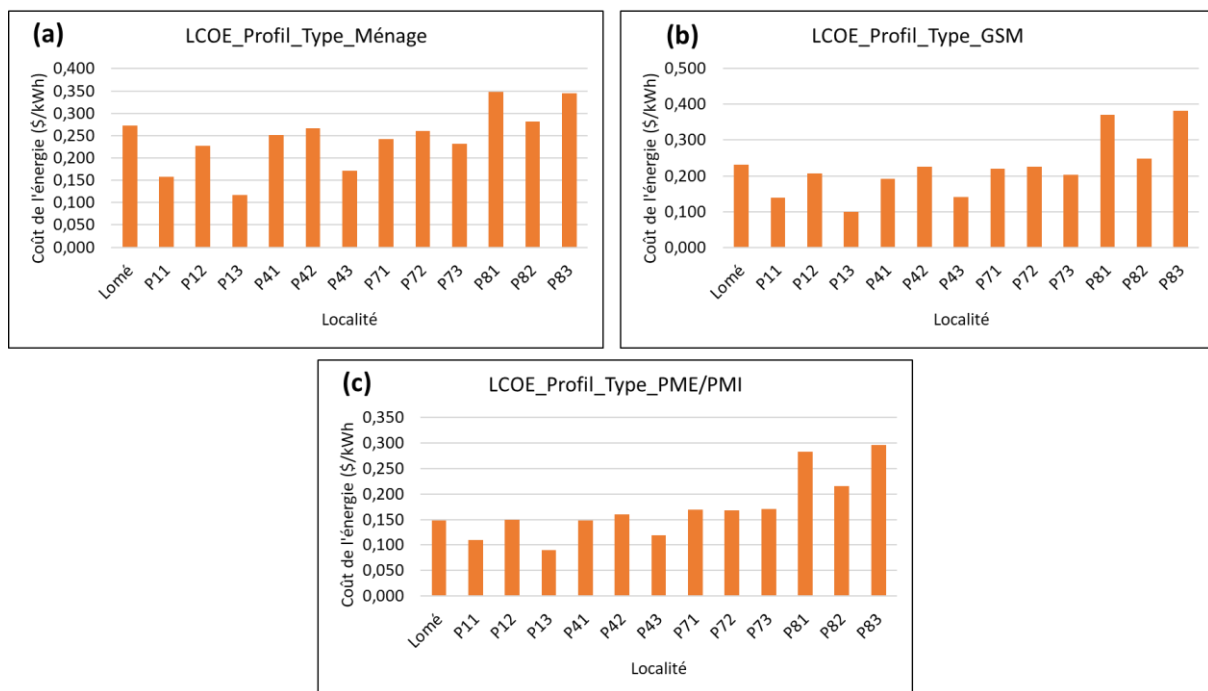 (a)
LCOE_Profil_Type_Ménage
Coût de l'énergie ($/kWh)
0,400
0,350
0,300
0,250
0,200
0,150
0,100
0,050
0,000
Lomé P11 P12 P13 P41 P42 P43 P71 P72 P73 P81 P82 P83
Localité
(b)
LCOE_Profil_Type_GSM
Coût de l'énergie ($/kWh)
0,500
0,400
0,300
0,200
0,100
0,000
Lomé P11 P12 P13 P41 P42 P43 P71 P72 P73 P81 P82 P83
Localité
(c)
LCOE_Profil_Type_PME/PMI
Coût de l'énergie ($/kWh
0,350
0,300
0,250
0,200
0,150
0,100
0,050
0,000
Lomé P11 P12 P13 P41 P42 P43 P71 P72 P73 P81 P82 P83
Localité